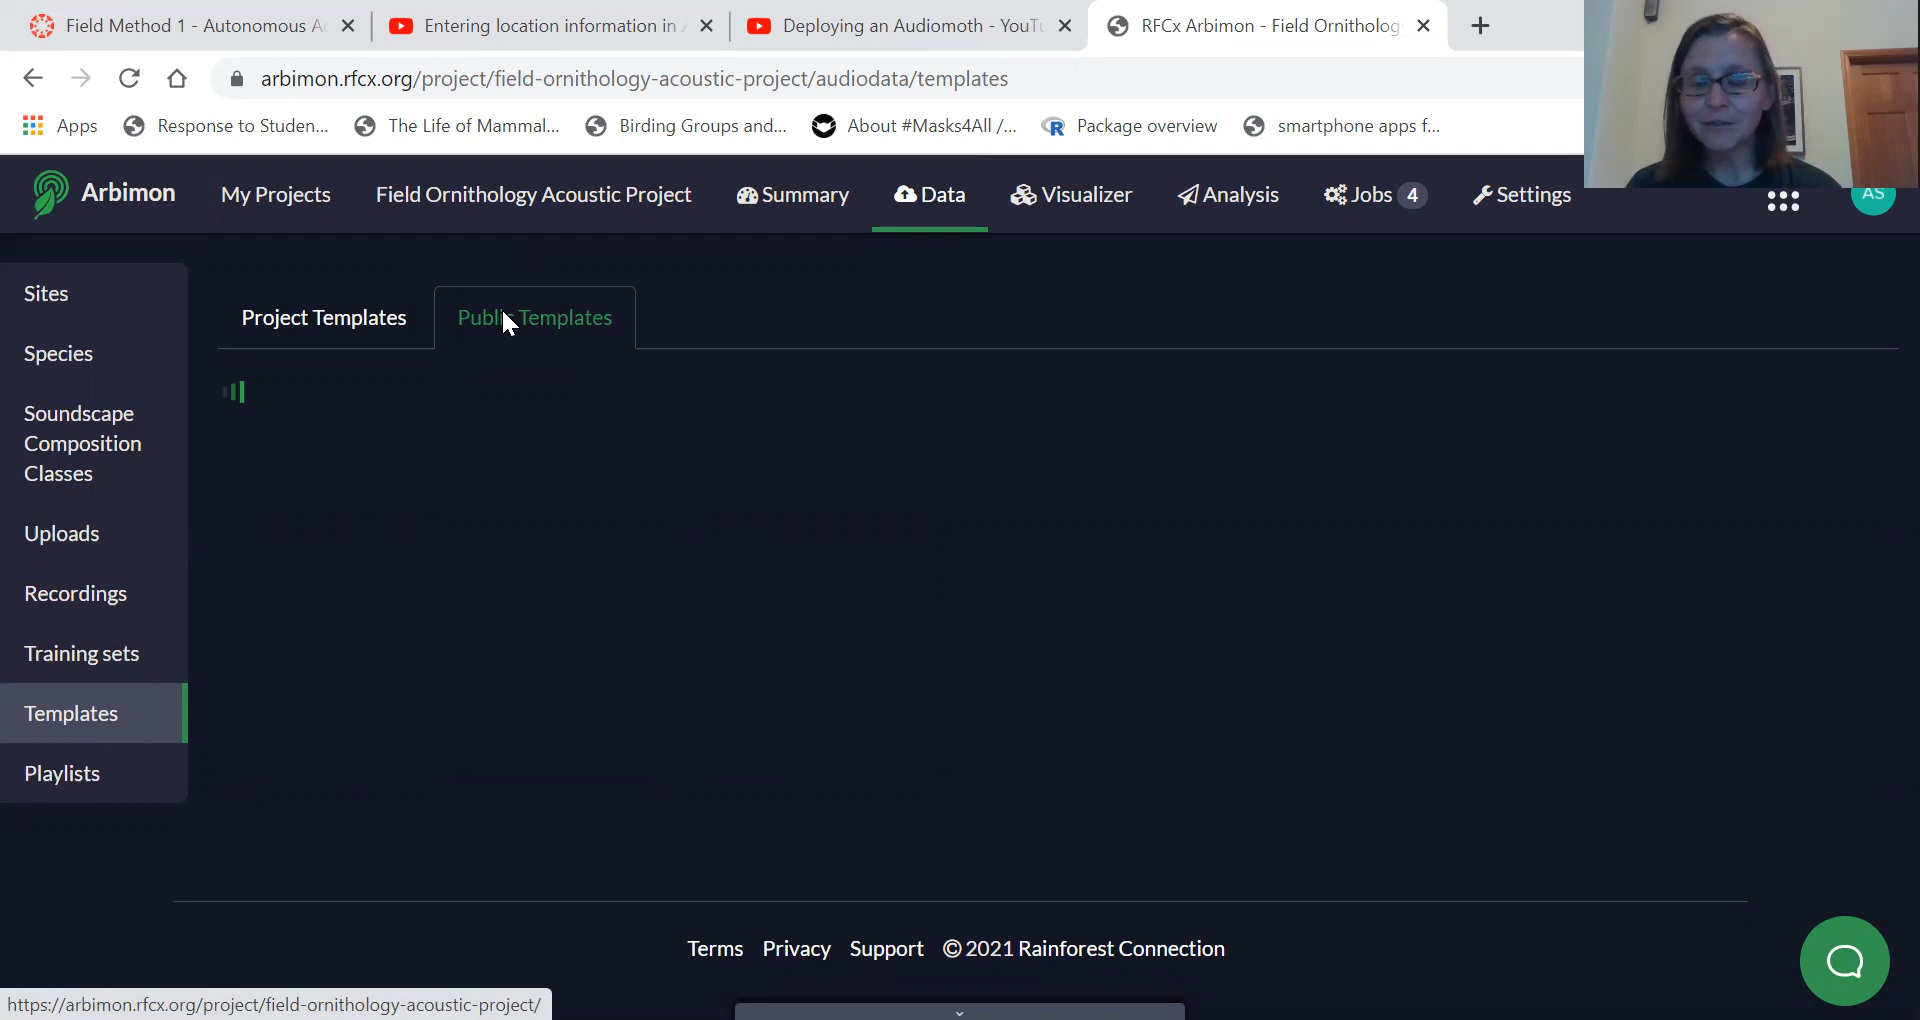 Field Method 1 - Autonomous Ac
Entering location information in A
Deploying an Audiomoth - YouTu
RFCx Arbimon - Field Ornitholog
arbimon.rfcx.org/project/field-ornithology-acoustic-project/audiodata/templates
Apps
Response to Studen...
The Life of Mammal...
Birding Groups and...
About #Masks4All /...
Package overview
smartphone apps f...
Arbimon
My Projects
Field Ornithology Acoustic Project
Summary
Data
Visualizer
Analysis
Jobs 4
Settings
AS
Sites
Species
Soundscape
Composition
Classes
Uploads
Recordings
Training sets
Templates
Playlists
Project Templates
Public Templates
Terms Privacy Support © 2021 Rainforest Connection
https://arbimon.rfcx.org/project/field-ornithology-acoustic-project/